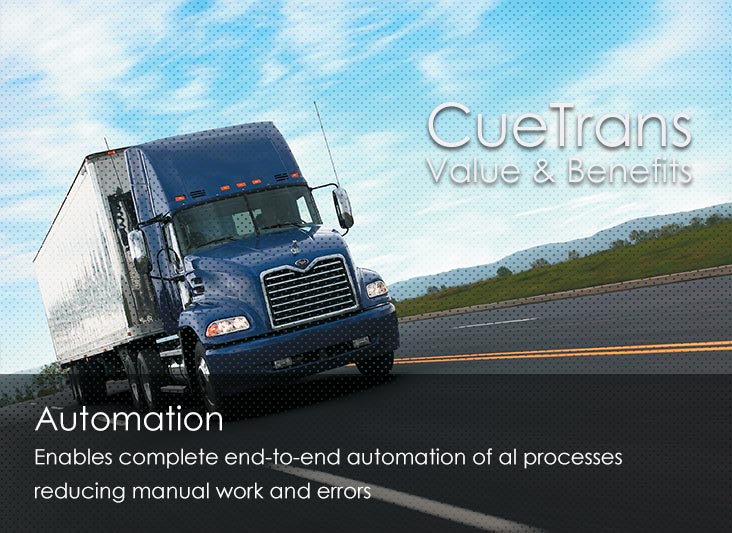 CueTrans
Value & Benefits
Automation
Enables complete end-to-end automation of al processes
reducing manual work and errors